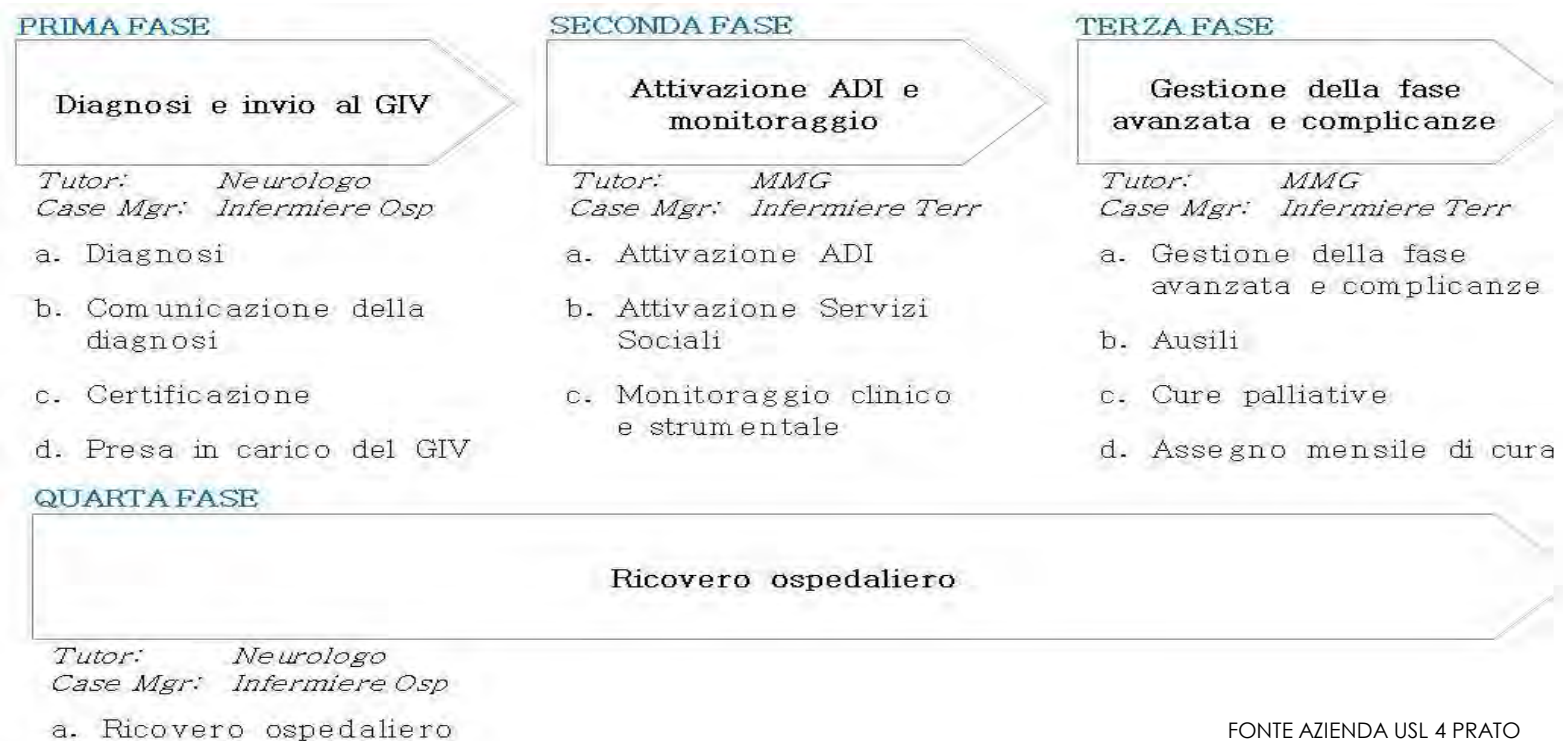 PRIMA FASE
Diagnosi e invio al GIV
Tutor: Neurologo
Case Mgr: Infermiere Osp
a. Diagnosi
b. Comunicazione della
diagnosi
c. Certificazione
d. Presa in carico del GIV
SECONDA FASE
Attivazione ADI e
monitoraggio
Tutor: MMG
Case Mgr: Infermiere Terr
a. Attivazione ADI
b. Attivazione Servizi
Sociali
c. Monitoraggio clinico
e strumentale
TERZA FASE
Gestione della fase
avanzata e complicanze
Tutor: MMG
Case Mgr: Infermiere Terr
a. Gestione della fase
avanzata e complicanze
b. Ausili
c. Cure palliative
d. Assegno mensile di cura
QUARTA FASE
Ricovero ospedaliero
Tutor: Neurologo
Case Mgr: Infermiere Osp
a. Ricovero ospedaliero
FONTE AZIENDA USL 4 PRATO